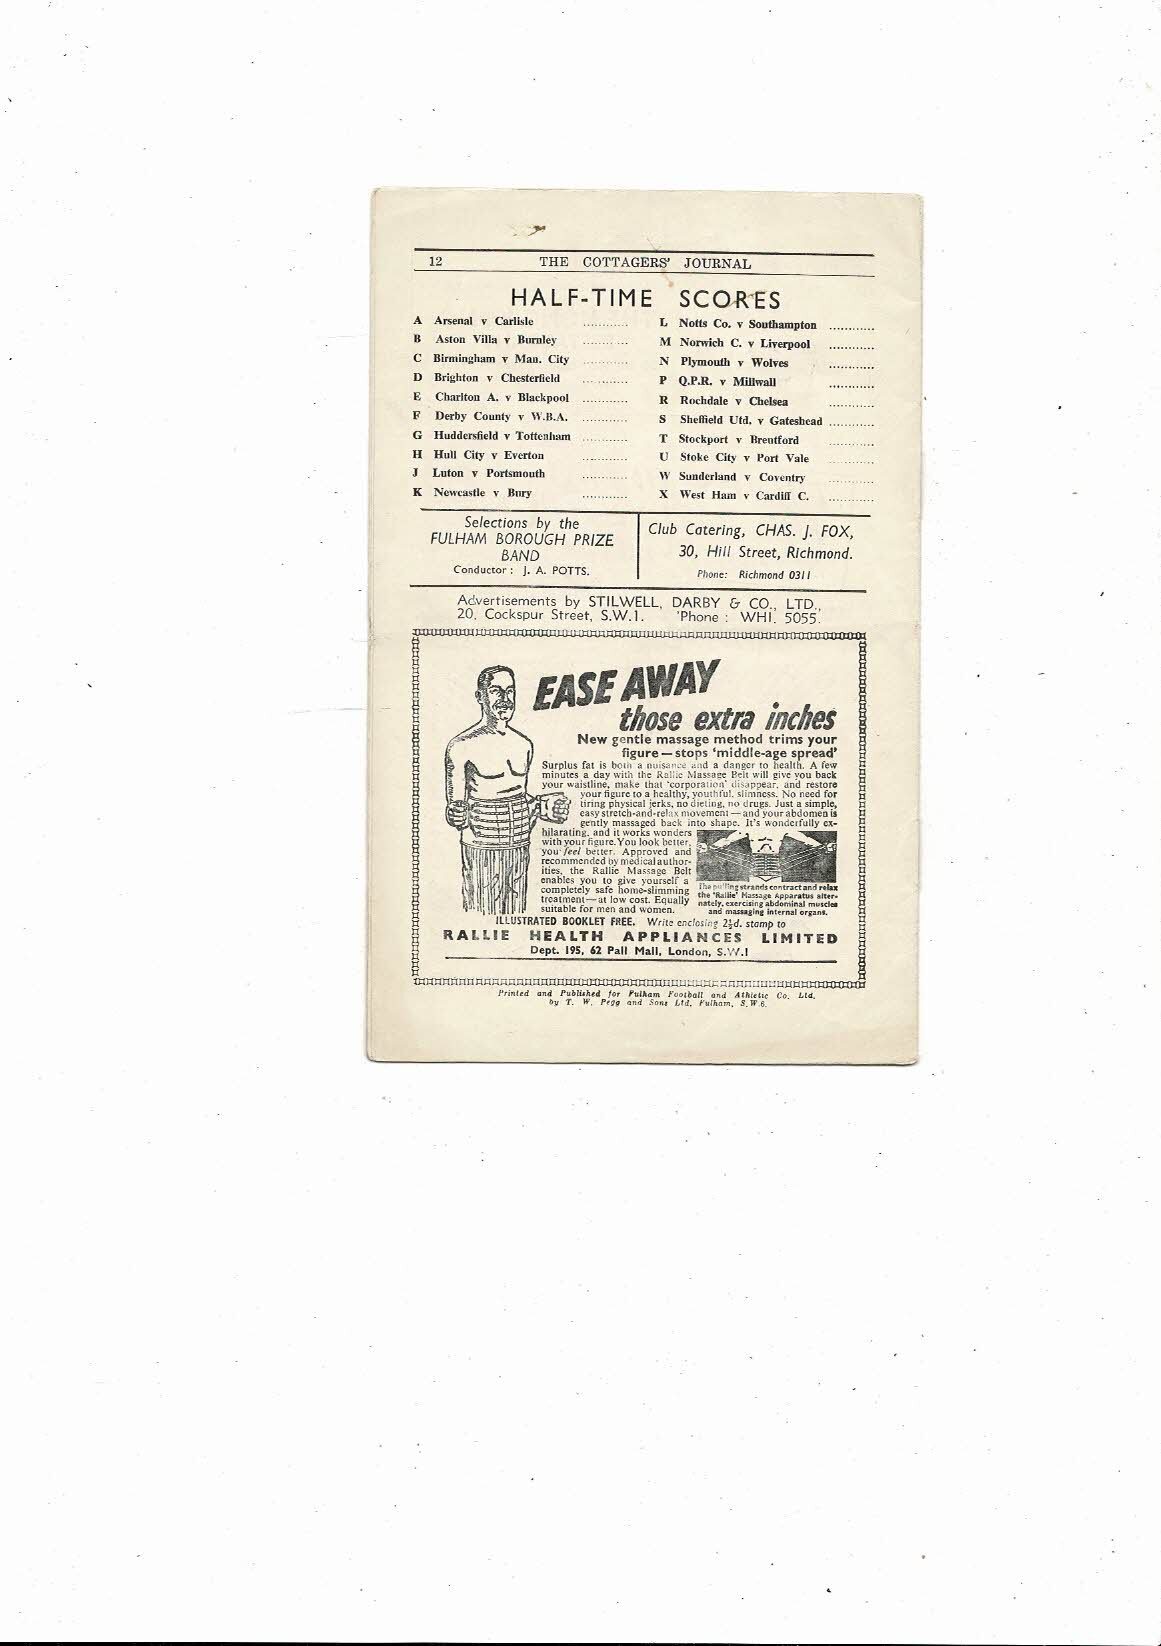 12 THE COTTAGERS' JOURNAL
HALF-TIME SCORES
A Arsenal v Carlisle ............
B Aston Villa v Burnley ............
C Birmingham v Man. City ............
D Brighton v Chesterfield ............
E Charlton A. v Blackpool ............
F Derby County v W.B.A. ............
G Huddersfield v Tottenham ............
H Hull City v Everton ............
J Luton v Portsmouth ............
K Newcastle v Bury ............
L Notts Co. v Southampton ............
M Norwich C. v Liverpool ............
N Plymouth v Wolves ............
P Q.P.R. v Millwall ............
R Rochdale v Chelsea ............
S Sheffield Utd. v Gateshead ............
T Stockport v Brentford ............
U Stoke City v Port Vale ............
W Sunderland v Coventry ............
X West Ham v Cardiff C. ............
Selections by the
FULHAM BOROUGH PRIZE
BAND
Conductor : J. A. POTTS.
Club Catering, CHAS. J. FOX,
30, Hill Street, Richmond.
Phone: Richmond 0311
Advertisements by STILWELL, DARBY & CO., LTD.,
20, Cockspur Street, S.W.1. 'Phone : WHI. 5055.
EASE AWAY
those extra inches
New gentle massage method trims your
figure — stops 'middle-age spread'
Surplus fat is both a nuisance and a danger to health. A few
minutes a day with the Rallie Massage Belt will give you back
your waistline, make that 'corporation' disappear, and restore
your figure to a healthy, youthful, slimness. No need for
tiring physical jerks, no dieting, no drugs. Just a simple,
easy stretch-and-relax movement — and your abdomen is
gently massaged back into shape. It's wonderfully ex-
hilarating, and it works wonders
with your figure. You look better,
you feel better. Approved and
recommended by medical author-
ities, the Rallie Massage Belt
enables you to give yourself a
completely safe home-slimming
treatment—at low cost. Equally
suitable for men and women.
The pulling strands contract and relax
the 'Rallie' Massage Apparatus alter-
nately, exercising abdominal muscles
and massaging internal organs.
ILLUSTRATED BOOKLET FREE. Write enclosing 2½d. stamp to
RALLIE HEALTH APPLIANCES LIMITED
Dept. 195, 62 Pall Mall, London, S.W.1
Printed and Published for Fulham Football and Athletic Co. Ltd.
by T. W. Pegg and Sons Ltd. Fulham, S.W.6.